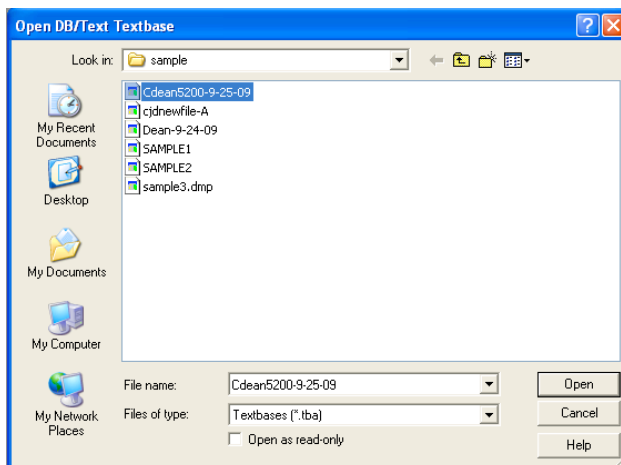 Open DB/Text Textbase
Look in:
sample
My Recent
Documents
Desktop
My Documents
My Computer
My Network
Places
Cdean5200-9-25-09
cjdnewfile-A
Dean-9-24-09
SAMPLE1
SAMPLE2
sample3.dmp
File name:
Cdean5200-9-25-09
Open
Files of type:
Textbases (*.tba)
Cancel
Open as read-only
Help